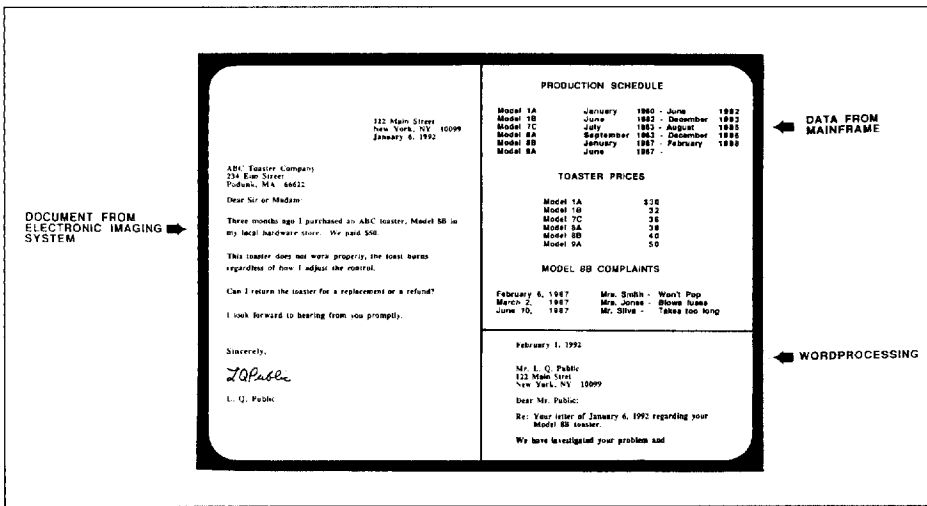 DOCUMENT FROM
ELECTRONIC IMAGING
SYSTEM
122 Main Street
New York, NY 10099
January 6, 1992
ABC Toaster Company
234 Elm Street
Podunk, MA 66622
Dear Sir or Madam:
Three months ago I purchased an ABC toaster, Model 8B in
my local hardware store. We paid $50.
This toaster does not work properly, the toast burns
regardless of how I adjust the control.
Can I return the toaster for a replacement or a refund?
I look forward to hearing from you promptly.
Sincerely,
LQPublic
L. Q. Public
PRODUCTION SCHEDULE
Model 1A January 1960 - June 1982
Model 1B June 1982 - December 1983
Model 7C July 1983 - August 1985
Model 8A September 1983 - December 1986
Model 8B January 1987 - February 1988
Model 9A June 1987 -
TOASTER PRICES
Model 1A $30
Model 1B 32
Model 7C 36
Model 8A 38
Model 8B 40
Model 9A 50
MODEL 8B COMPLAINTS
February 6, 1987 Mrs. Smith - Won't Pop
March 2, 1987 Mrs. Jones - Blows fuses
June 10, 1987 Mr. Silva - Takes too long
DATA FROM
MAINFRAME
February 1, 1992
Mr. L. Q. Public
122 Main Stret
New York, NY 10099
Dear Mr. Public:
Re: Your letter of January 6, 1992 regarding your
Model 8B toaster.
We have investigated your problem and
WORDPROCESSING